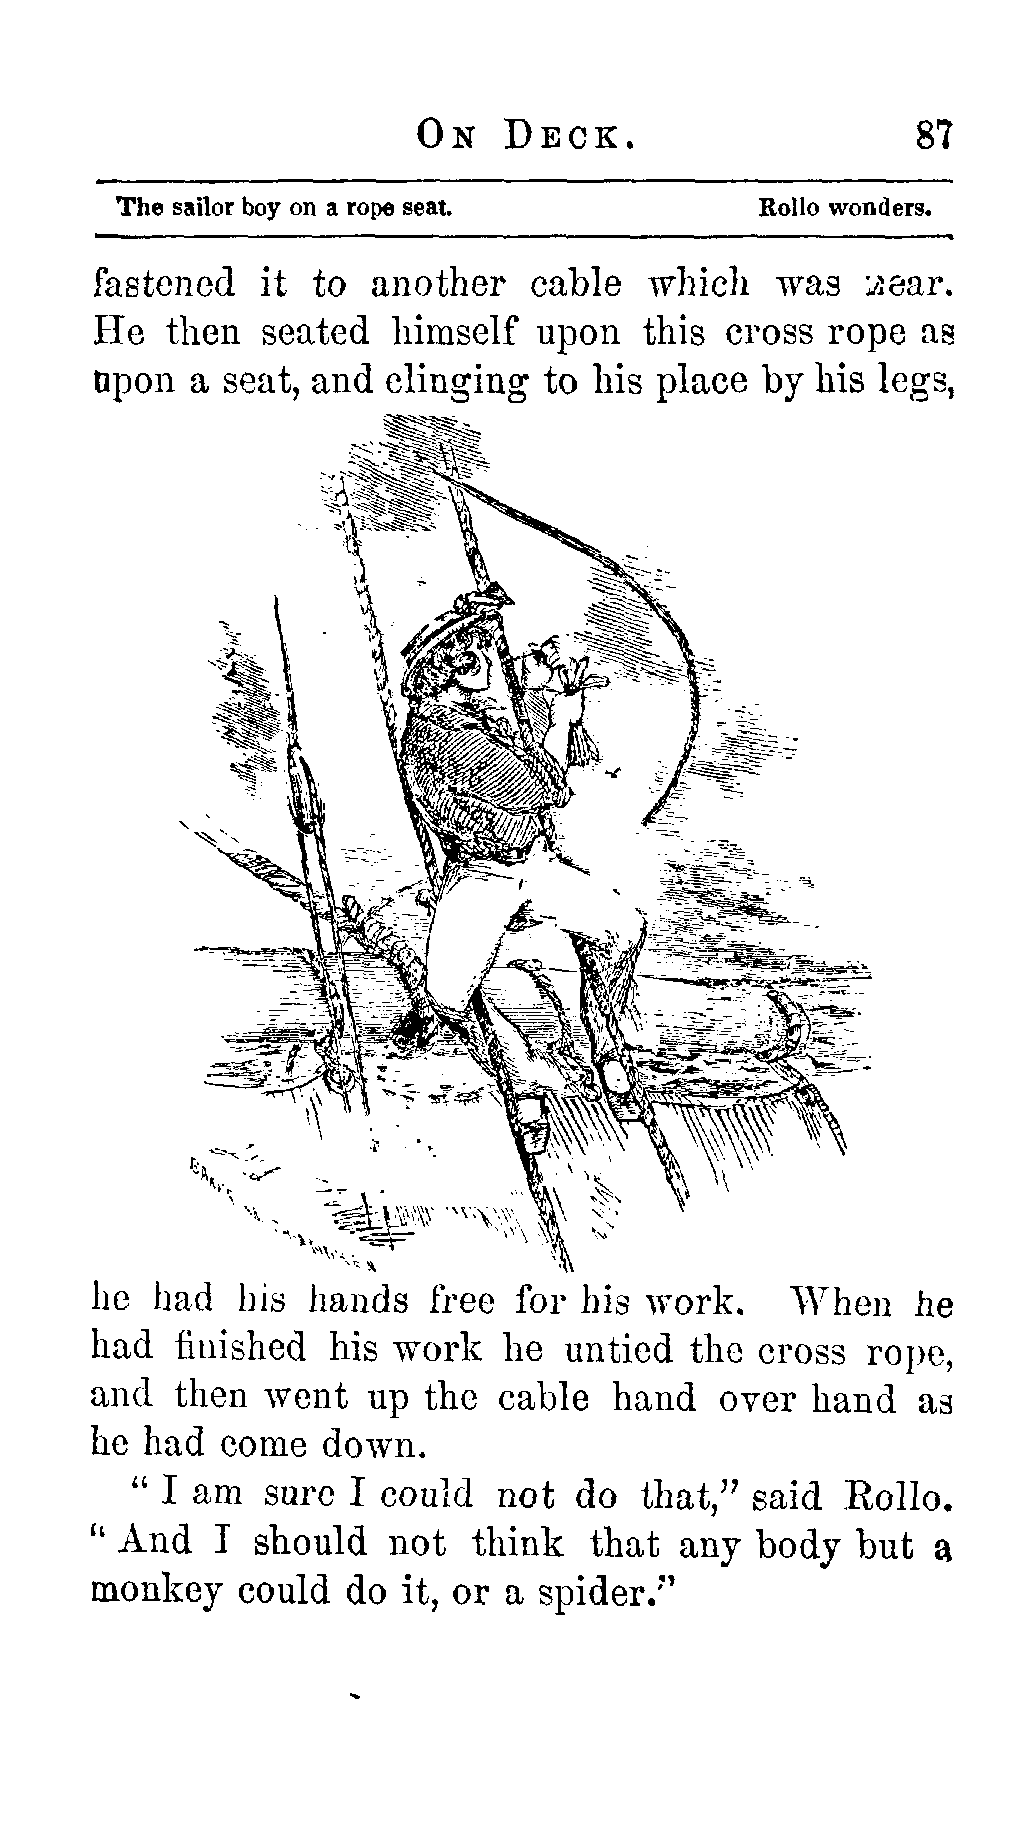 On Deck. 87
The sailor boy on a rope seat. Rollo wonders.
fastened it to another cable which was near.
He then seated himself upon this cross rope as
upon a seat, and clinging to his place by his legs,
he had his hands free for his work. When he
had finished his work he untied the cross rope,
and then went up the cable hand over hand as
he had come down.
“ I am sure I could not do that,” said Rollo.
“ And I should not think that any body but a
monkey could do it, or a spider.”